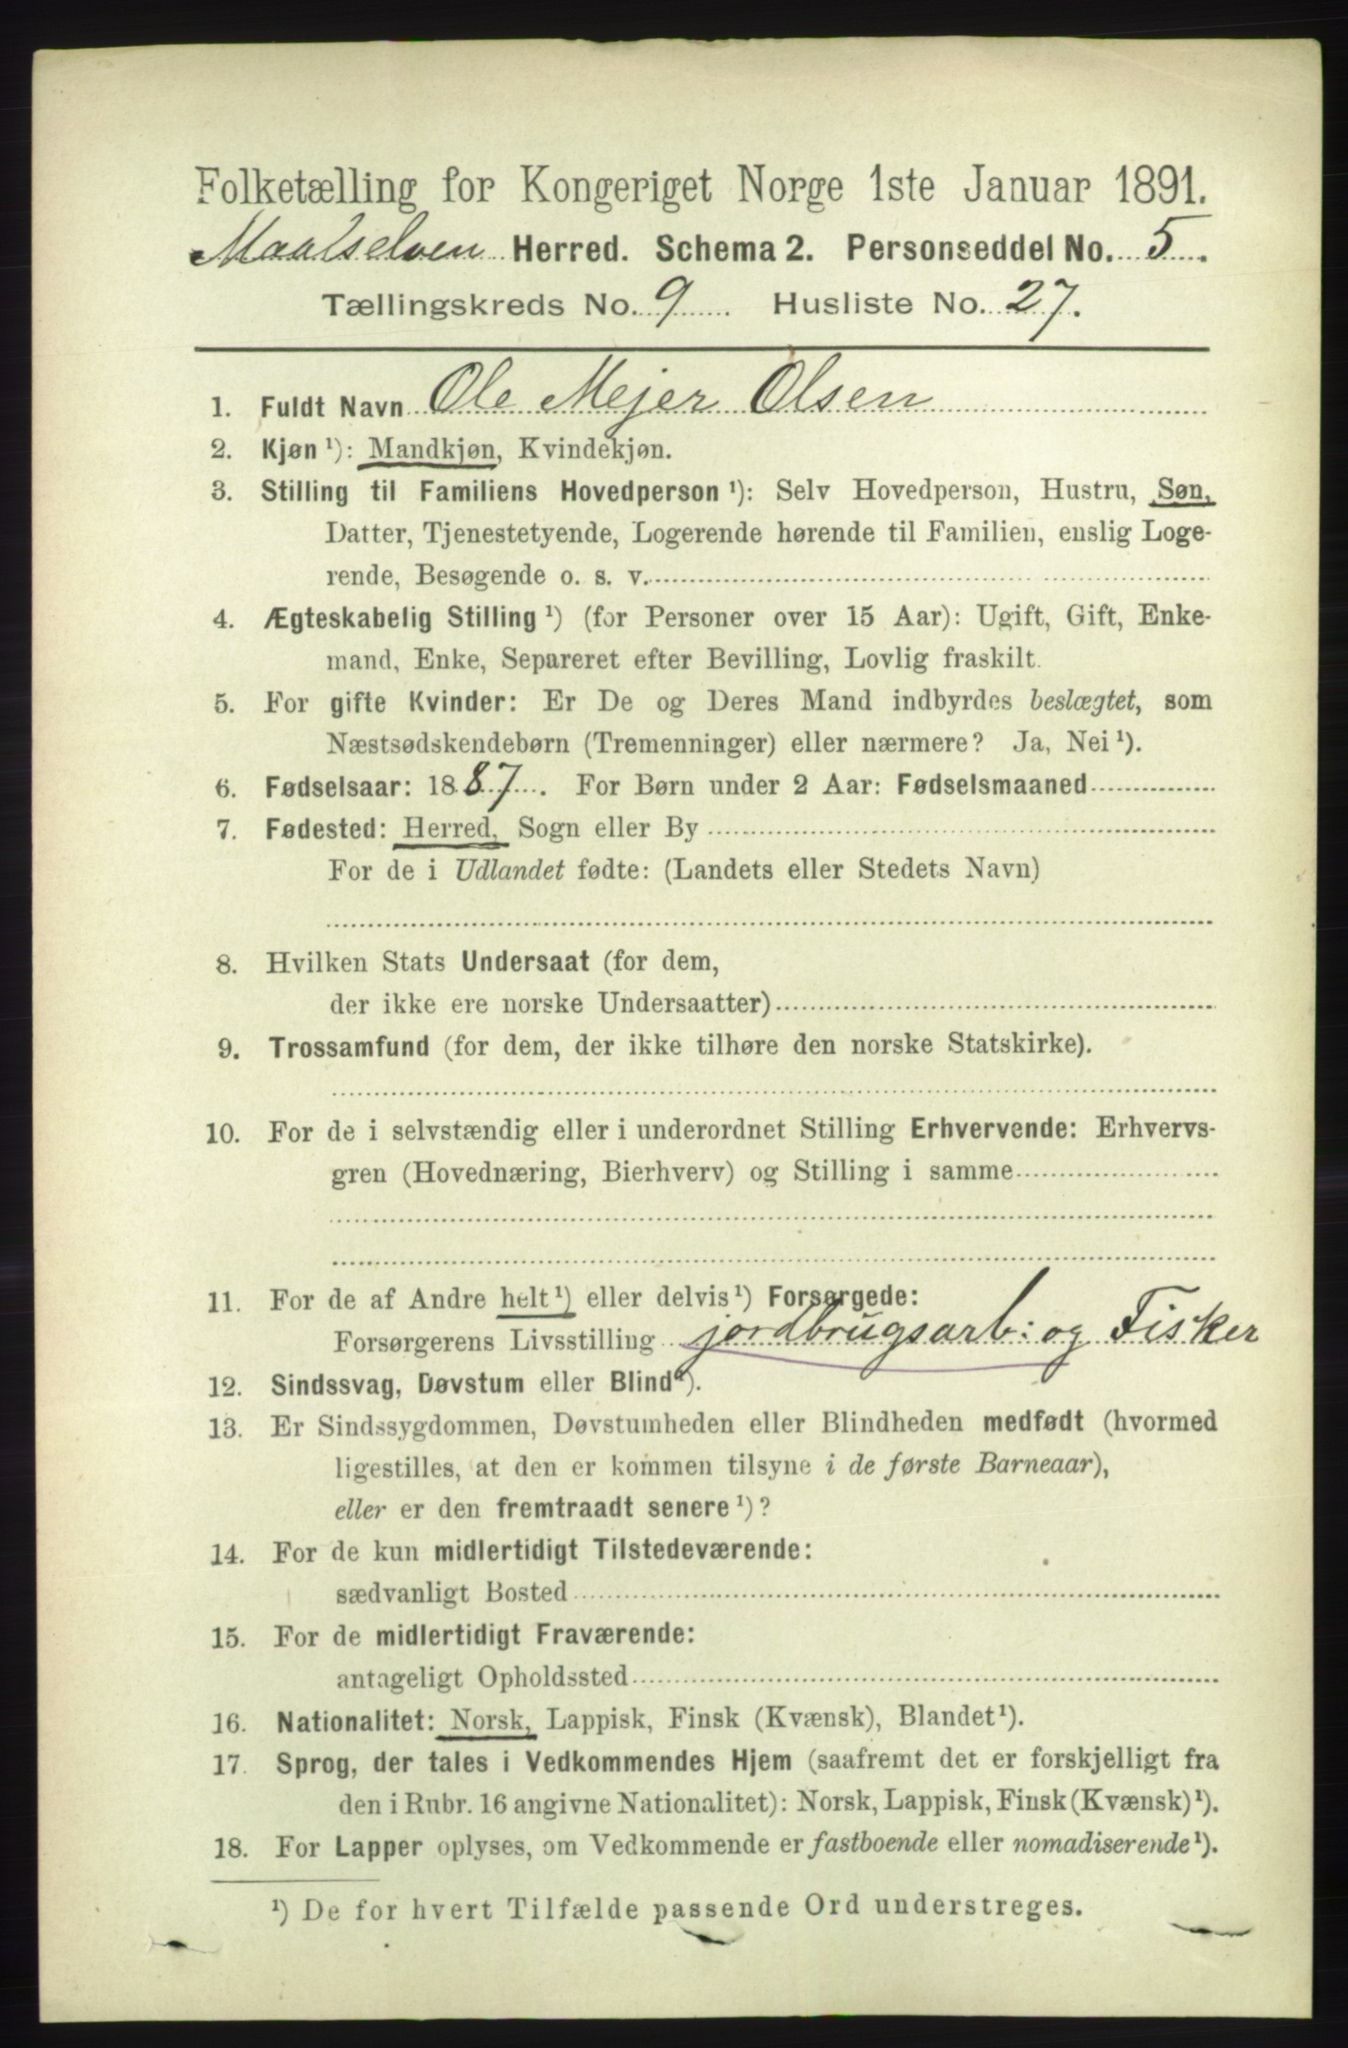 Folketælling for Kongeriget Norge 1ste Januar 1891.
Maalselven Herred. Schema 2. Personseddel No. 5.
Tællingskreds No. 9 Husliste No. 27.
1. Fuldt Navn Ole Mejer Olsen
2. Kjøn ¹): Mandkjøn, Kvindekjøn.
3. Stilling til Familiens Hovedperson ¹): Selv Hovedperson, Hustru, Søn,
Datter, Tjenestetyende, Logerende hørende til Familien, enslig Loge-
rende, Besøgende o. s. v.
4. Ægteskabelig Stilling ¹) (for Personer over 15 Aar): Ugift, Gift, Enke-
mand, Enke, Separeret efter Bevilling, Lovlig fraskilt.
5. For gifte Kvinder: Er De og Deres Mand indbyrdes beslægtet, som
Næstsødskendebørn (Tremenninger) eller nærmere? Ja, Nei ¹).
6. Fødselsaar: 1887. For Børn under 2 Aar: Fødselsmaaned
7. Fødested: Herred, Sogn eller By
For de i Udlandet fødte: (Landets eller Stedets Navn)
8. Hvilken Stats Undersaat (for dem,
der ikke ere norske Undersaatter)
9. Trossamfund (for dem, der ikke tilhøre den norske Statskirke).
10. For de i selvstændig eller i underordnet Stilling Erhvervende: Erhvervs-
gren (Hovednæring, Bierhverv) og Stilling i samme
11. For de af Andre helt ¹) eller delvis ¹) Forsørgede:
Forsørgerens Livsstilling jordbrugsarb: og Fisker
12. Sindssvag, Døvstum eller Blind ¹).
13. Er Sindssygdommen, Døvstumheden eller Blindheden medfødt (hvormed
ligestilles, at den er kommen tilsyne i de første Barneaar),
eller er den fremtraadt senere ¹)?
14. For de kun midlertidigt Tilstedeværende:
sædvanligt Bosted
15. For de midlertidigt Fraværende:
antageligt Opholdssted
16. Nationalitet: Norsk, Lappisk, Finsk (Kvænsk), Blandet ¹).
17. Sprog, der tales i Vedkommendes Hjem (saafremt det er forskjelligt fra
den i Rubr. 16 angivne Nationalitet): Norsk, Lappisk, Finsk (Kvænsk) ¹).
18. For Lapper oplyses, om Vedkommende er fastboende eller nomadiserende ¹).
¹) De for hvert Tilfælde passende Ord understreges.